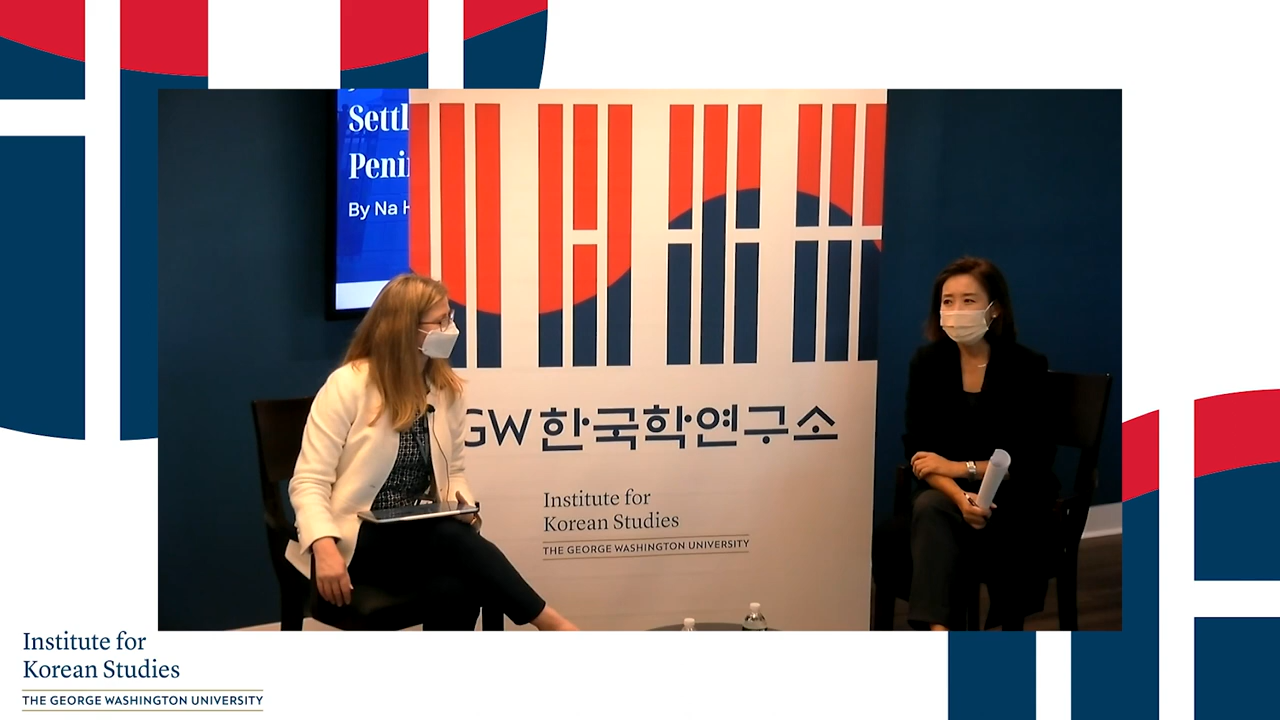 Settl
Peni
By Na H
GW한국학연구소
Institute for
Korean Studies
THE GEORGE WASHINGTON UNIVERSITY
Institute for
Korean Studies
THE GEORGE WASHINGTON UNIVERSITY